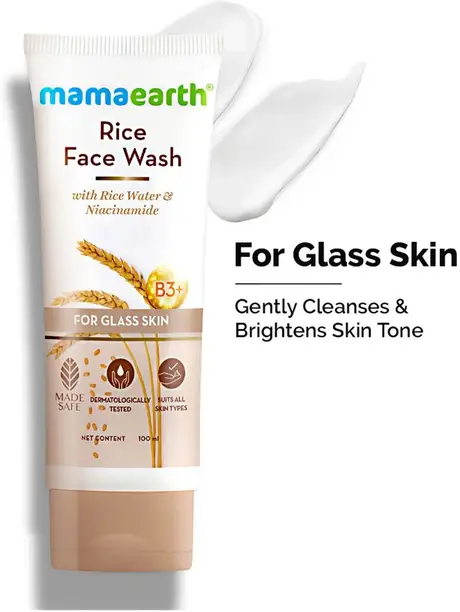 mamaearth®
Rice
Face Wash
with Rice Water &
Niacinamide
B3+
FOR GLASS SKIN
MADE
SAFE
DERMATOLOGICALLY
TESTED
SUITS ALL
SKIN TYPES
NET CONTENT 100 ml
For Glass Skin
Gently Cleanses &
Brightens Skin Tone